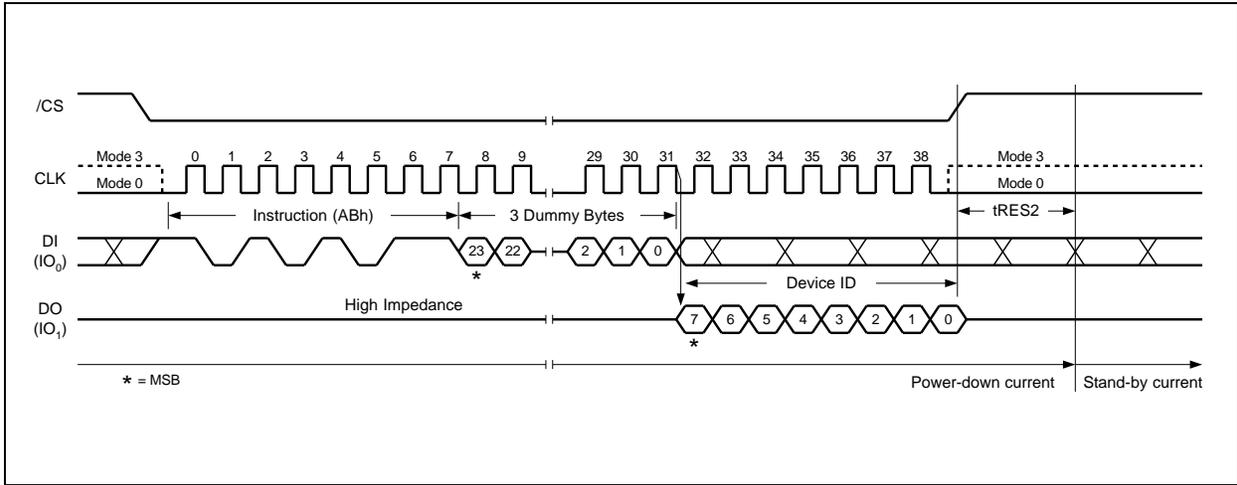 /CS
Mode 3 0 1 2 3 4 5 6 7 8 9 29 30 31 32 33 34 35 36 37 38 Mode 3
CLK
Mode 0 Mode 0
Instruction (ABh) 3 Dummy Bytes tRES2
DI
(IO0)
23 22 2 1 0
*
Device ID
High Impedance
DO
(IO1)
7 6 5 4 3 2 1 0
*
* = MSB
Power-down current Stand-by current